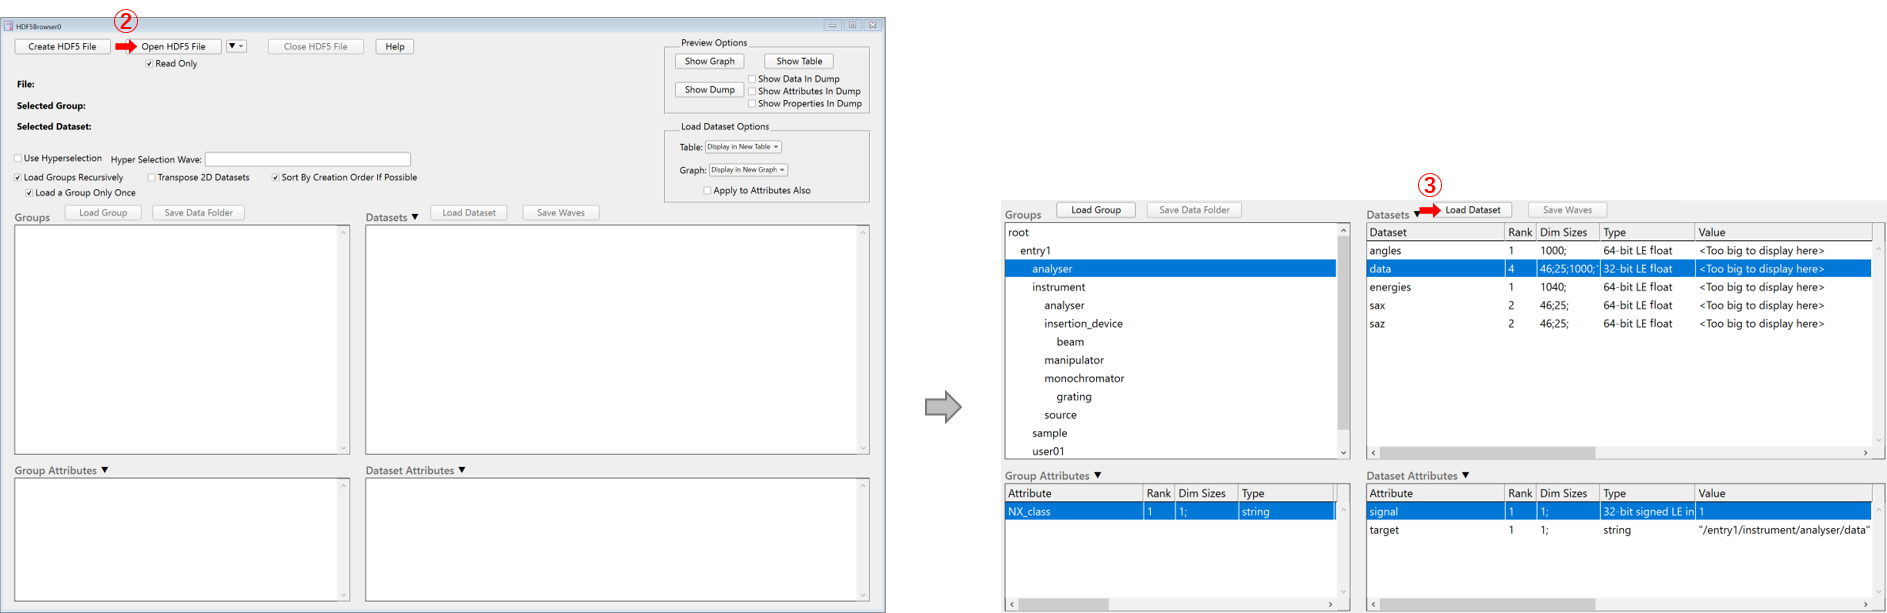 ②
HDF5Browser0
Create HDF5 File
Open HDF5 File
Close HDF5 File
Help
Read Only
File:
Selected Group:
Selected Dataset:
Use Hyperselection
Hyper Selection Wave:
Load Groups Recursively
Transpose 2D Datasets
Sort By Creation Order If Possible
Load a Group Only Once
Preview Options
Show Graph
Show Table
Show Dump
Show Data In Dump
Show Attributes In Dump
Show Properties In Dump
Load Dataset Options
Table: Display in New Table
Graph: Display in New Graph
Apply to Attributes Also
Groups
Load Group
Save Data Folder
Datasets
Load Dataset
Save Waves
Group Attributes
Dataset Attributes
③
Groups
Load Group
Save Data Folder
root
entry1
analyser
instrument
analyser
insertion_device
beam
manipulator
monochromator
grating
source
sample
user01
Datasets
Load Dataset
Save Waves
Dataset Rank Dim Sizes Type Value
angles 1 1000; 64-bit LE float <Too big to display here>
data 4 46;25;1000; 32-bit LE float <Too big to display here>
energies 1 1040; 64-bit LE float <Too big to display here>
sax 2 46;25; 64-bit LE float <Too big to display here>
saz 2 46;25; 64-bit LE float <Too big to display here>
Group Attributes
Attribute Rank Dim Sizes Type
NX_class 1 1; string
Dataset Attributes
Attribute Rank Dim Sizes Type Value
signal 1 1; 32-bit signed LE in 1
target 1 1; string "/entry1/instrument/analyser/data"